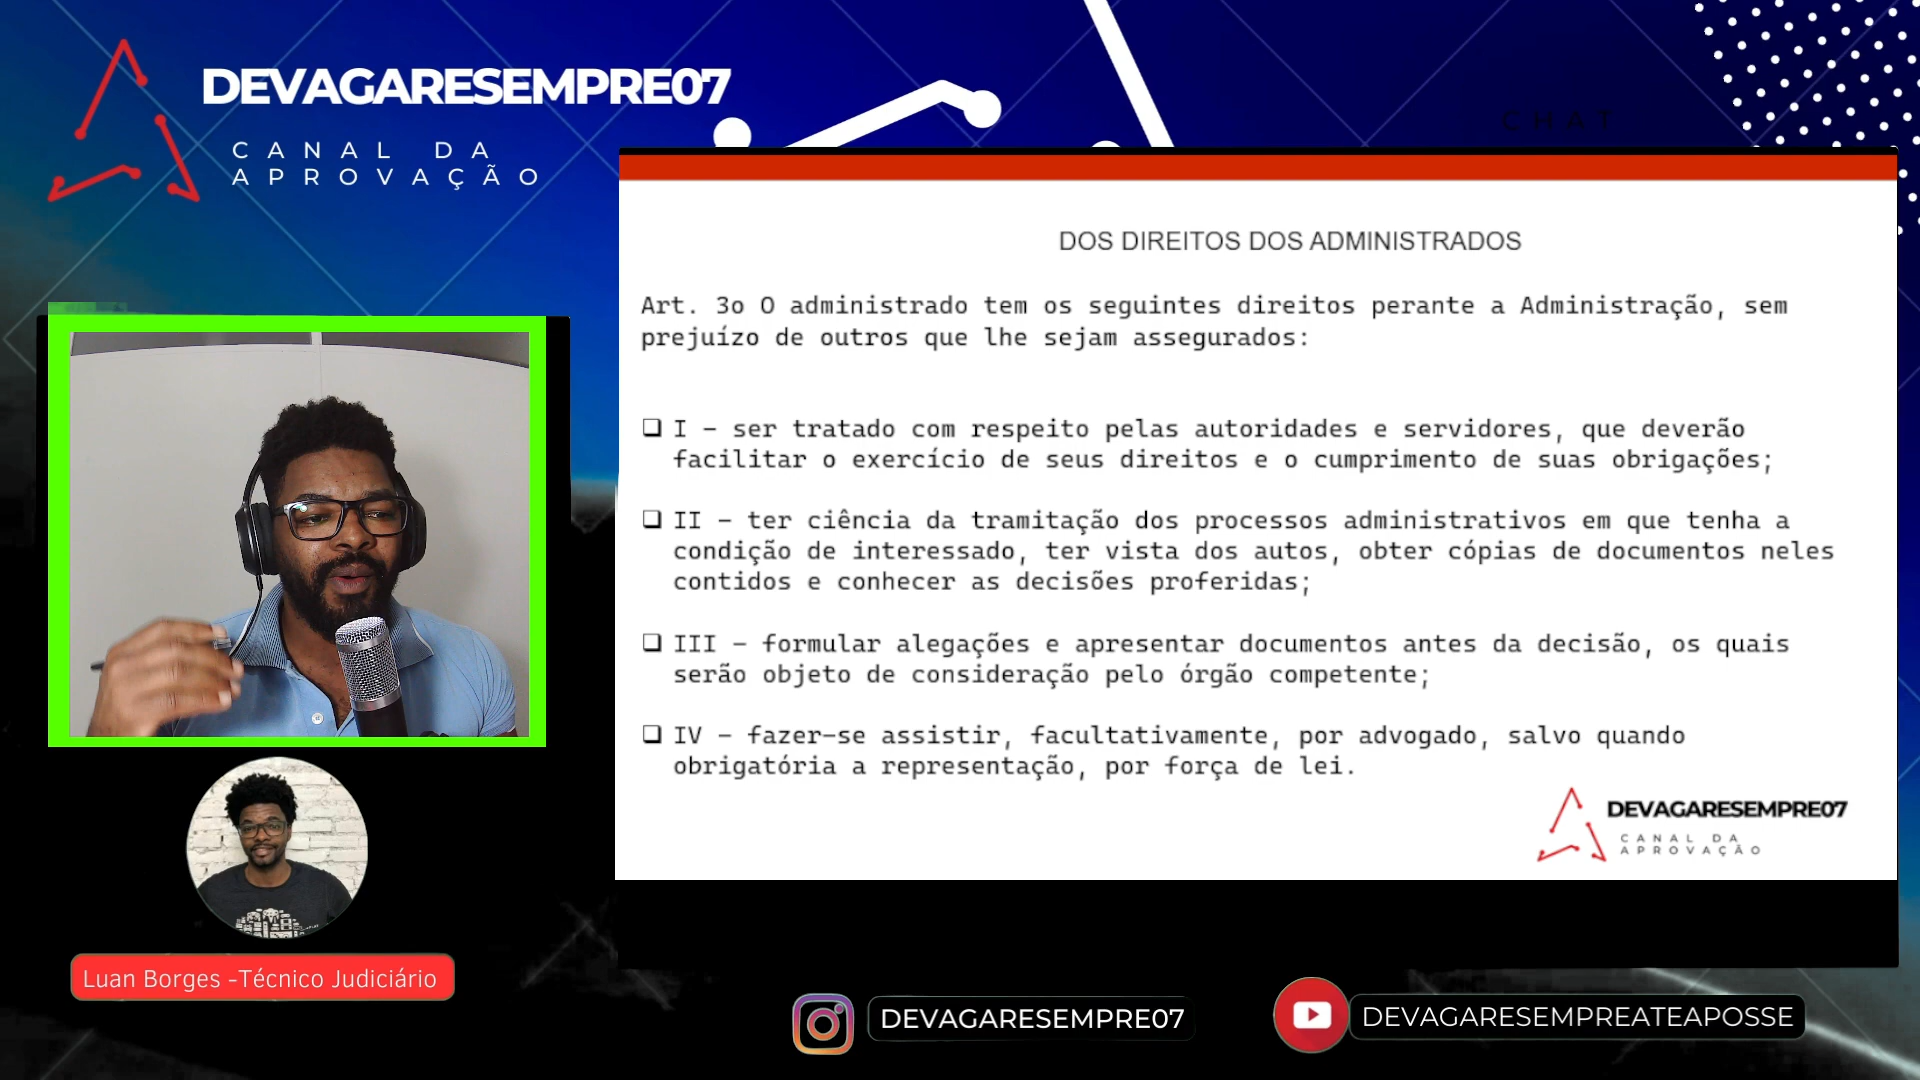 DEVAGARESEMPRE07
CANAL DA
APROVAÇÃO
CHAT
DOS DIREITOS DOS ADMINISTRADOS
Art. 3o O administrado tem os seguintes direitos perante a Administração, sem
prejuízo de outros que lhe sejam assegurados:
I – ser tratado com respeito pelas autoridades e servidores, que deverão
facilitar o exercício de seus direitos e o cumprimento de suas obrigações;
II – ter ciência da tramitação dos processos administrativos em que tenha a
condição de interessado, ter vista dos autos, obter cópias de documentos neles
contidos e conhecer as decisões proferidas;
III – formular alegações e apresentar documentos antes da decisão, os quais
serão objeto de consideração pelo órgão competente;
IV – fazer-se assistir, facultativamente, por advogado, salvo quando
obrigatória a representação, por força de lei.
DEVAGARESEMPRE07
CANAL DA
APROVAÇÃO
Luan Borges -Técnico Judiciário
DEVAGARESEMPRE07
DEVAGARESEMPREATEAPOSSE